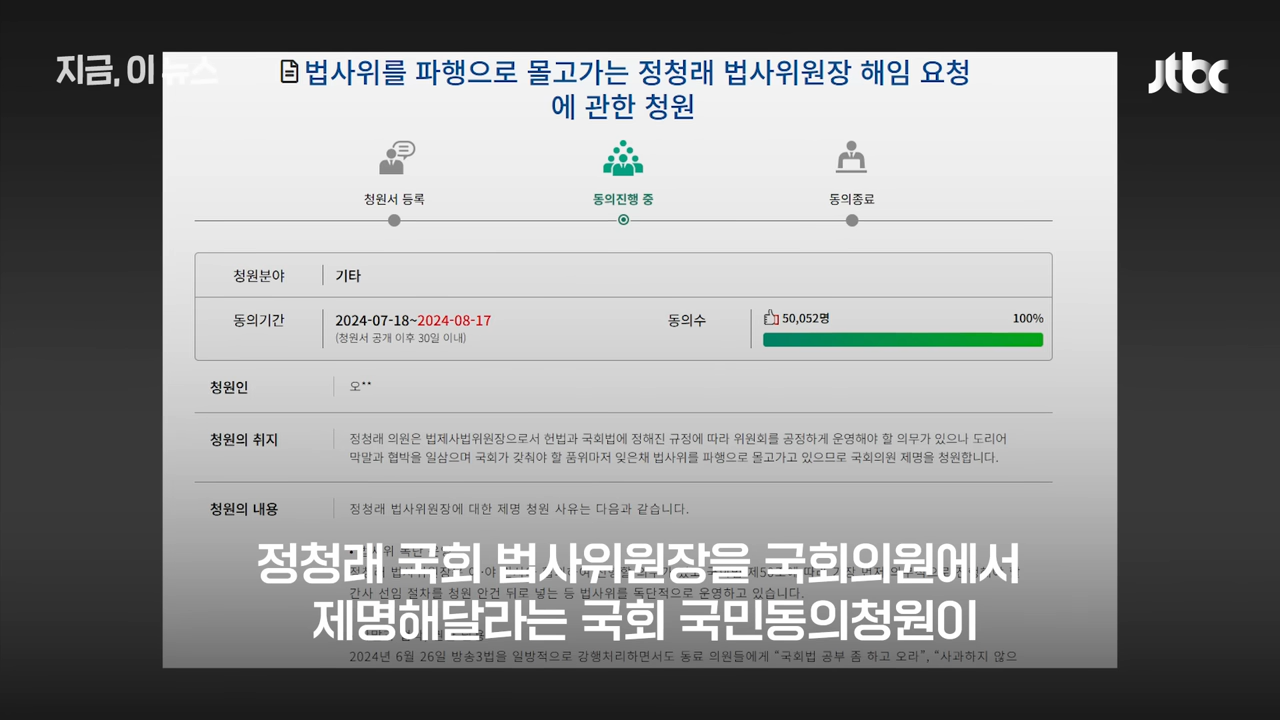 지금, 이 뉴스
jtbc
법사위를 파행으로 몰고가는 정청래 법사위원장 해임 요청
에 관한 청원
청원서 등록
동의진행 중
동의종료
청원분야 기타
동의기간 2024-07-18~2024-08-17
(청원서 공개 이후 30일 이내)
동의수 50,052명 100%
청원인 오**
청원의 취지 정청래 의원은 법제사법위원장으로서 헌법과 국회법에 정해진 규정에 따라 위원회를 공정하게 운영해야 할 의무가 있으나 도리어
막말과 협박을 일삼으며 국회가 갖춰야 할 품위마저 잊은채 법사위를 파행으로 몰고가고 있으므로 국회의원 제명을 청원합니다.
청원의 내용 정청래 법사위원장에 대한 제명 청원 사유는 다음과 같습니다.
정청래 국회 법사위원장을 국회의원에서
간사 선임 절차를 청원 안건 뒤로 넣는 등 법사위를 독단적으로 운영하고 있습니다.
제명해달라는 국회 국민동의청원이
2024년 6월 26일 방송3법을 일방적으로 강행처리하면서도 동료 의원들에게 “국회법 공부 좀 하고 오라”, “사과하지 않으